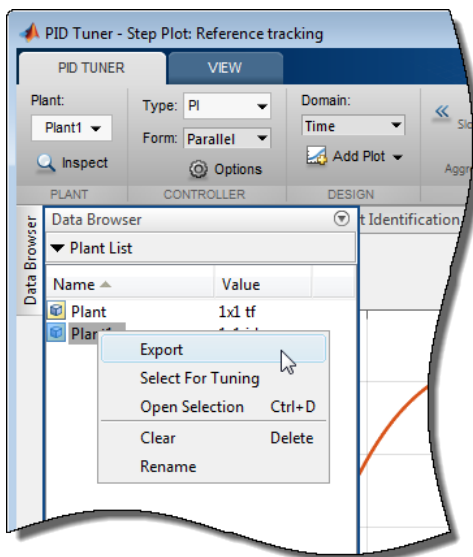 PID Tuner - Step Plot: Reference tracking
PID TUNER
VIEW
Plant:
Plant1
Inspect
PLANT
Type: PI
Form: Parallel
Options
CONTROLLER
Domain:
Time
Add Plot
DESIGN
Data Browser
Data Browser
t Identification
Plant List
Name Value
Plant 1x1 tf
Export
Select For Tuning
Open Selection Ctrl+D
Clear Delete
Rename